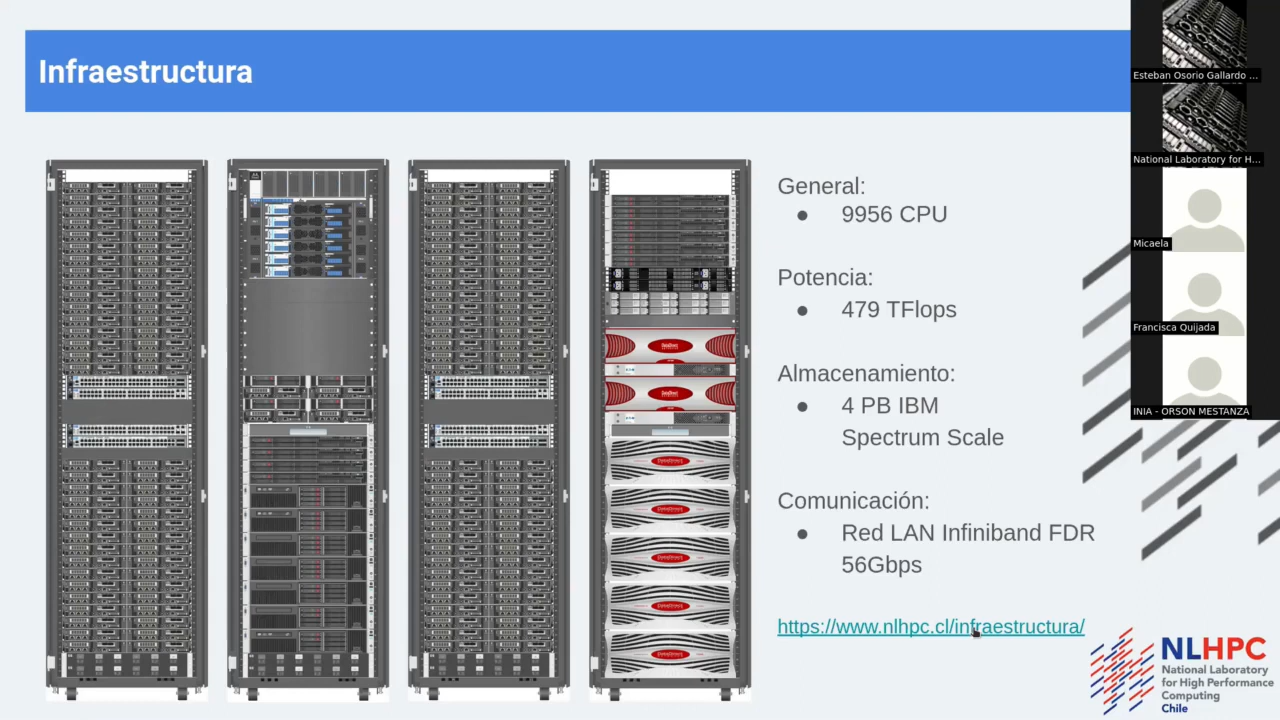 Infraestructura
General:
● 9956 CPU
Potencia:
● 479 TFlops
Almacenamiento:
● 4 PB IBM
Spectrum Scale
Comunicación:
● Red LAN Infiniband FDR
56Gbps
https://www.nlhpc.cl/infraestructura/
NLHPC
National Laboratory
for High Performance
Computing
Chile
Esteban Osorio Gallardo ...
National Laboratory for H...
Micaela
Francisca Quijada
INIA - ORSON MESTANZA